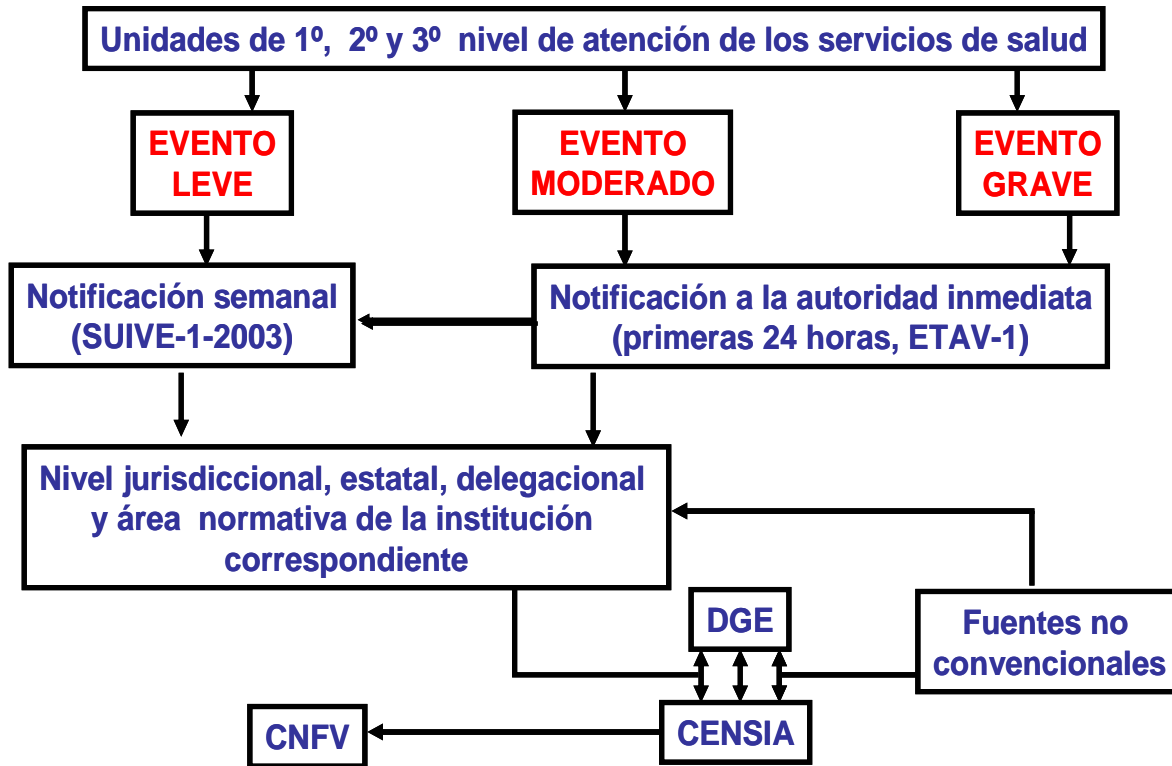 Unidades de 1º, 2º y 3º nivel de atención de los servicios de salud
EVENTO
LEVE
EVENTO
MODERADO
EVENTO
GRAVE
Notificación semanal
(SUIVE-1-2003)
Notificación a la autoridad inmediata
(primeras 24 horas, ETAV-1)
Nivel jurisdiccional, estatal, delegacional
y área normativa de la institución
correspondiente
DGE
Fuentes no
convencionales
CNFV
CENSIA